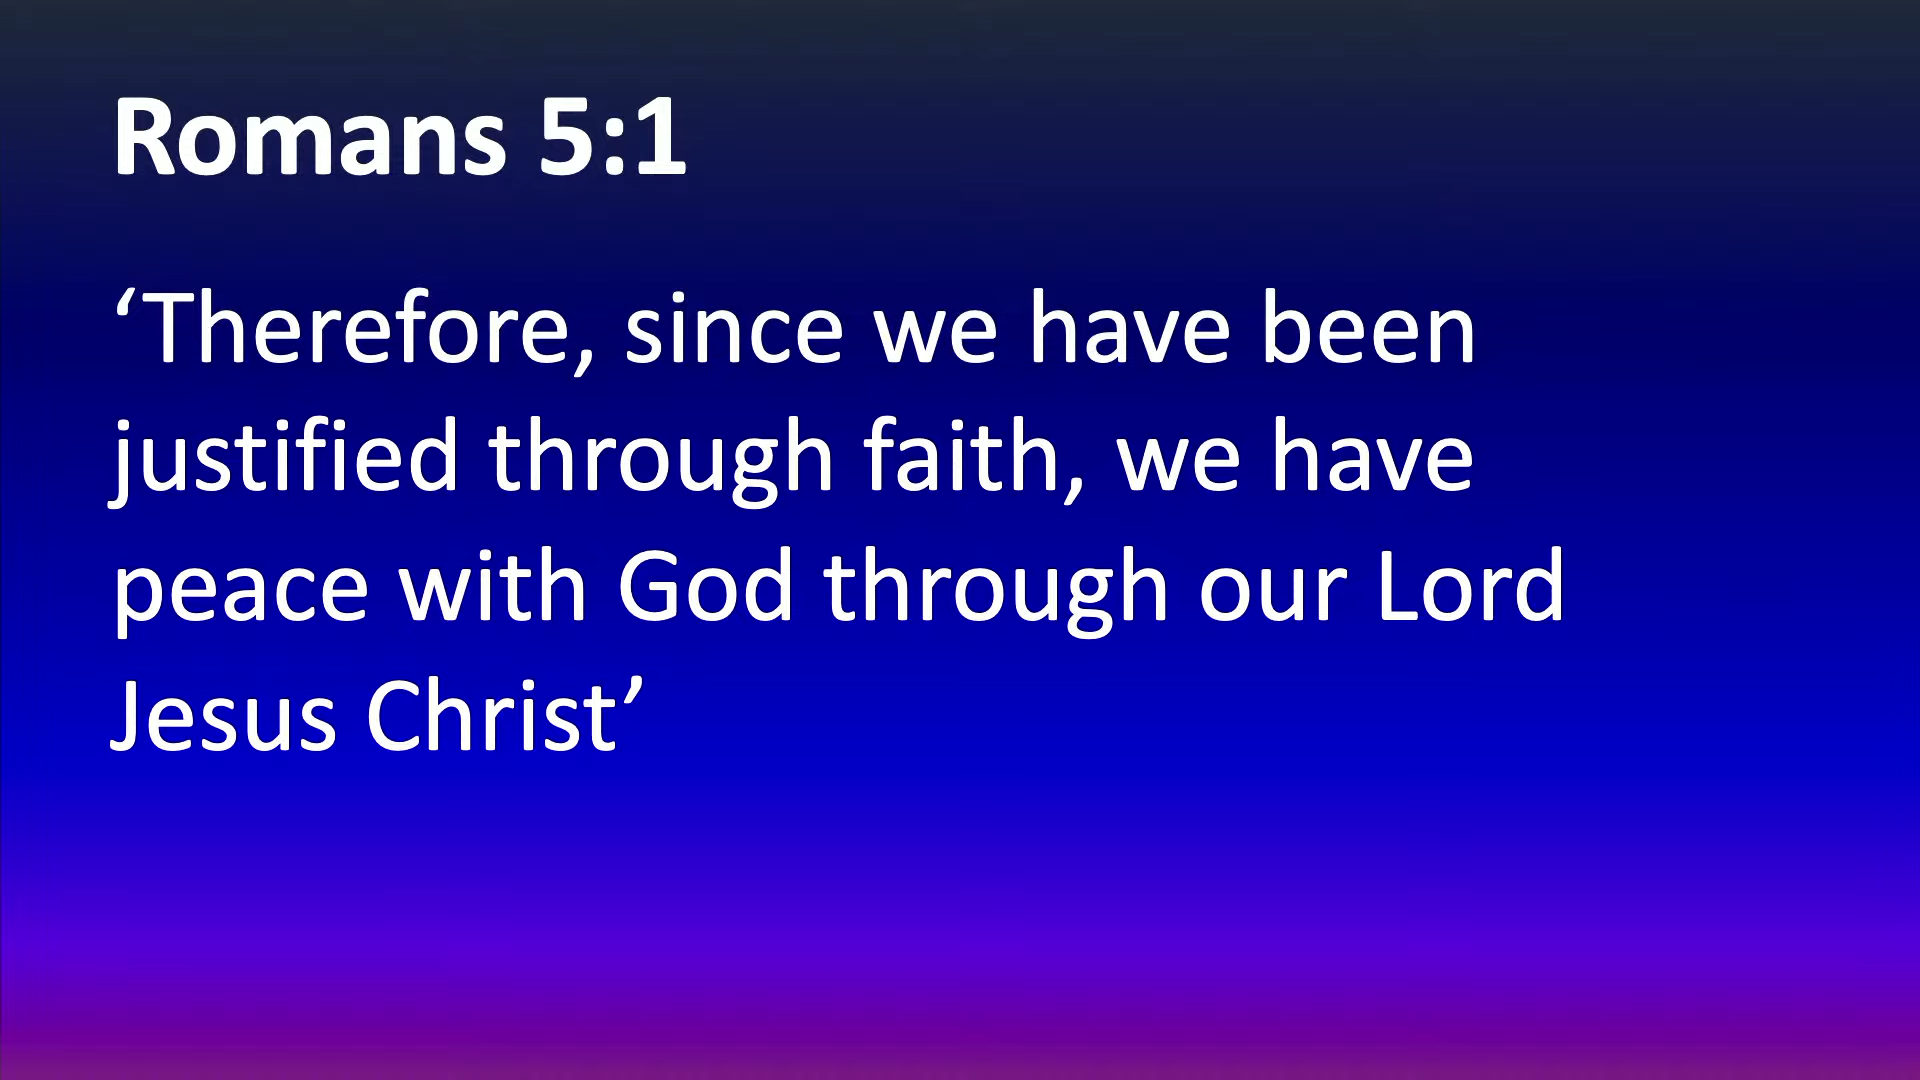 Romans 5:1
‘Therefore, since we have been
justified through faith, we have
peace with God through our Lord
Jesus Christ’